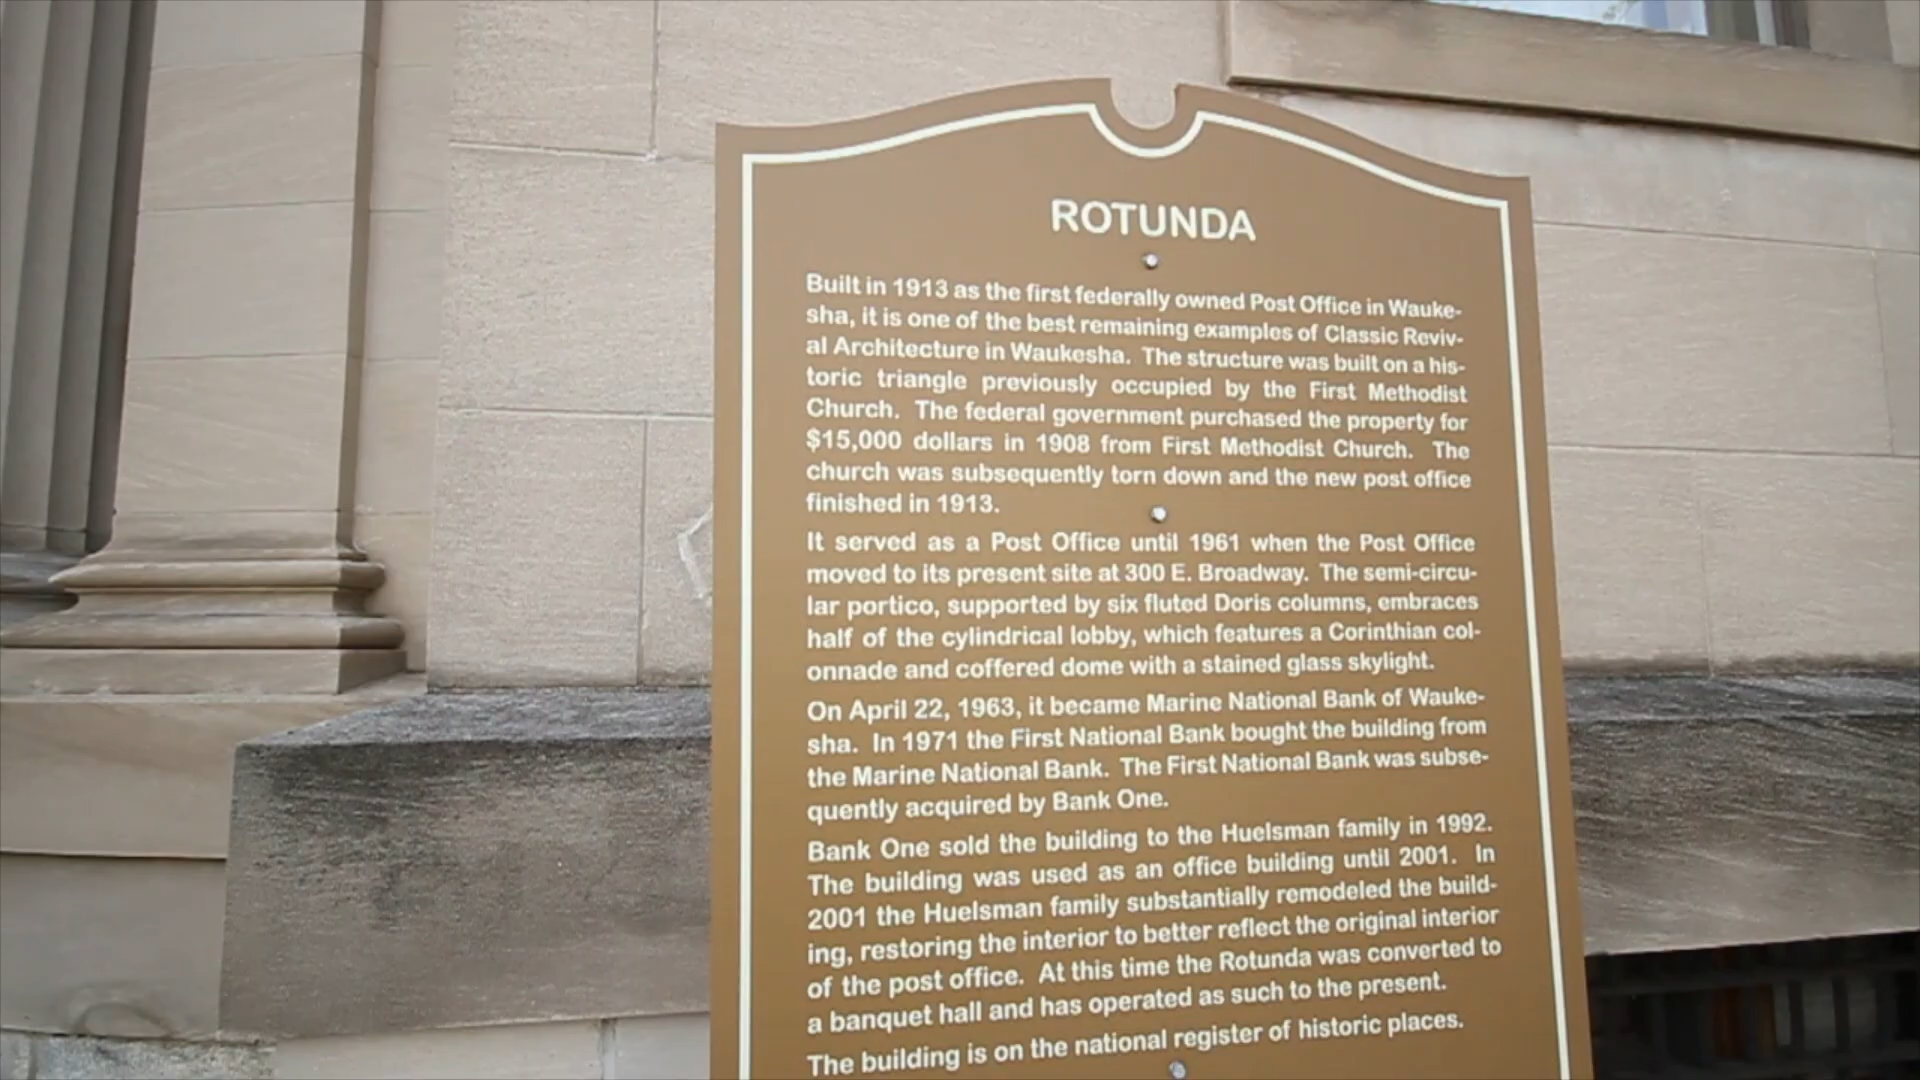 ROTUNDA
Built in 1913 as the first federally owned Post Office in Wauke-
sha, it is one of the best remaining examples of Classic Reviv-
al Architecture in Waukesha. The structure was built on a his-
toric triangle previously occupied by the First Methodist
Church. The federal government purchased the property for
$15,000 dollars in 1908 from First Methodist Church. The
church was subsequently torn down and the new post office
finished in 1913.
It served as a Post Office until 1961 when the Post Office
moved to its present site at 300 E. Broadway. The semi-circu-
lar portico, supported by six fluted Doris columns, embraces
half of the cylindrical lobby, which features a Corinthian col-
onnade and coffered dome with a stained glass skylight.
On April 22, 1963, it became Marine National Bank of Wauke-
sha. In 1971 the First National Bank bought the building from
the Marine National Bank. The First National Bank was subse-
quently acquired by Bank One.
Bank One sold the building to the Huelsman family in 1992.
The building was used as an office building until 2001. In
2001 the Huelsman family substantially remodeled the build-
ing, restoring the interior to better reflect the original interior
of the post office. At this time the Rotunda was converted to
a banquet hall and has operated as such to the present.
The building is on the national register of historic places.